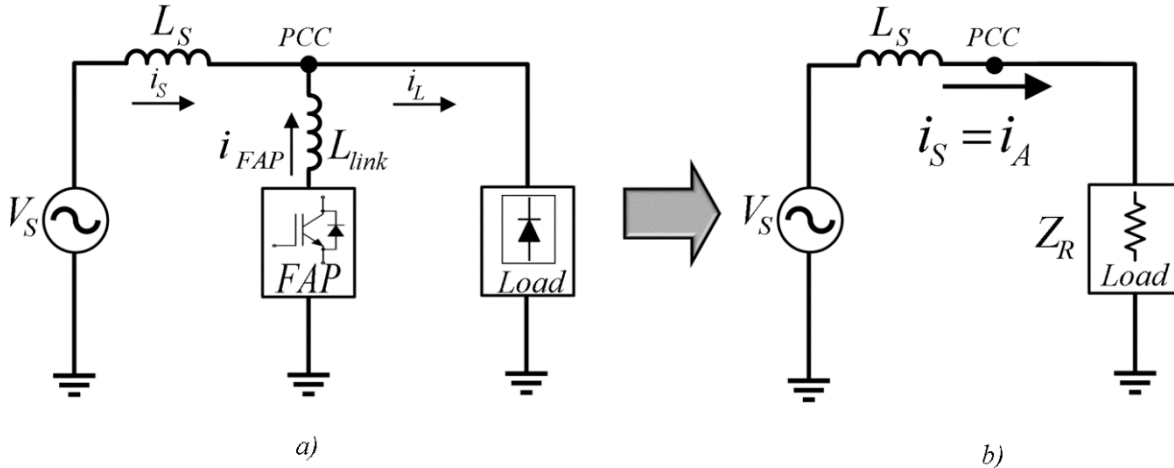 L_S
PCC
i_S
i_L
i_FAP
L_link
V_S
FAP
Load
a)
L_S
PCC
i_S = i_A
V_S
Z_R
Load
b)